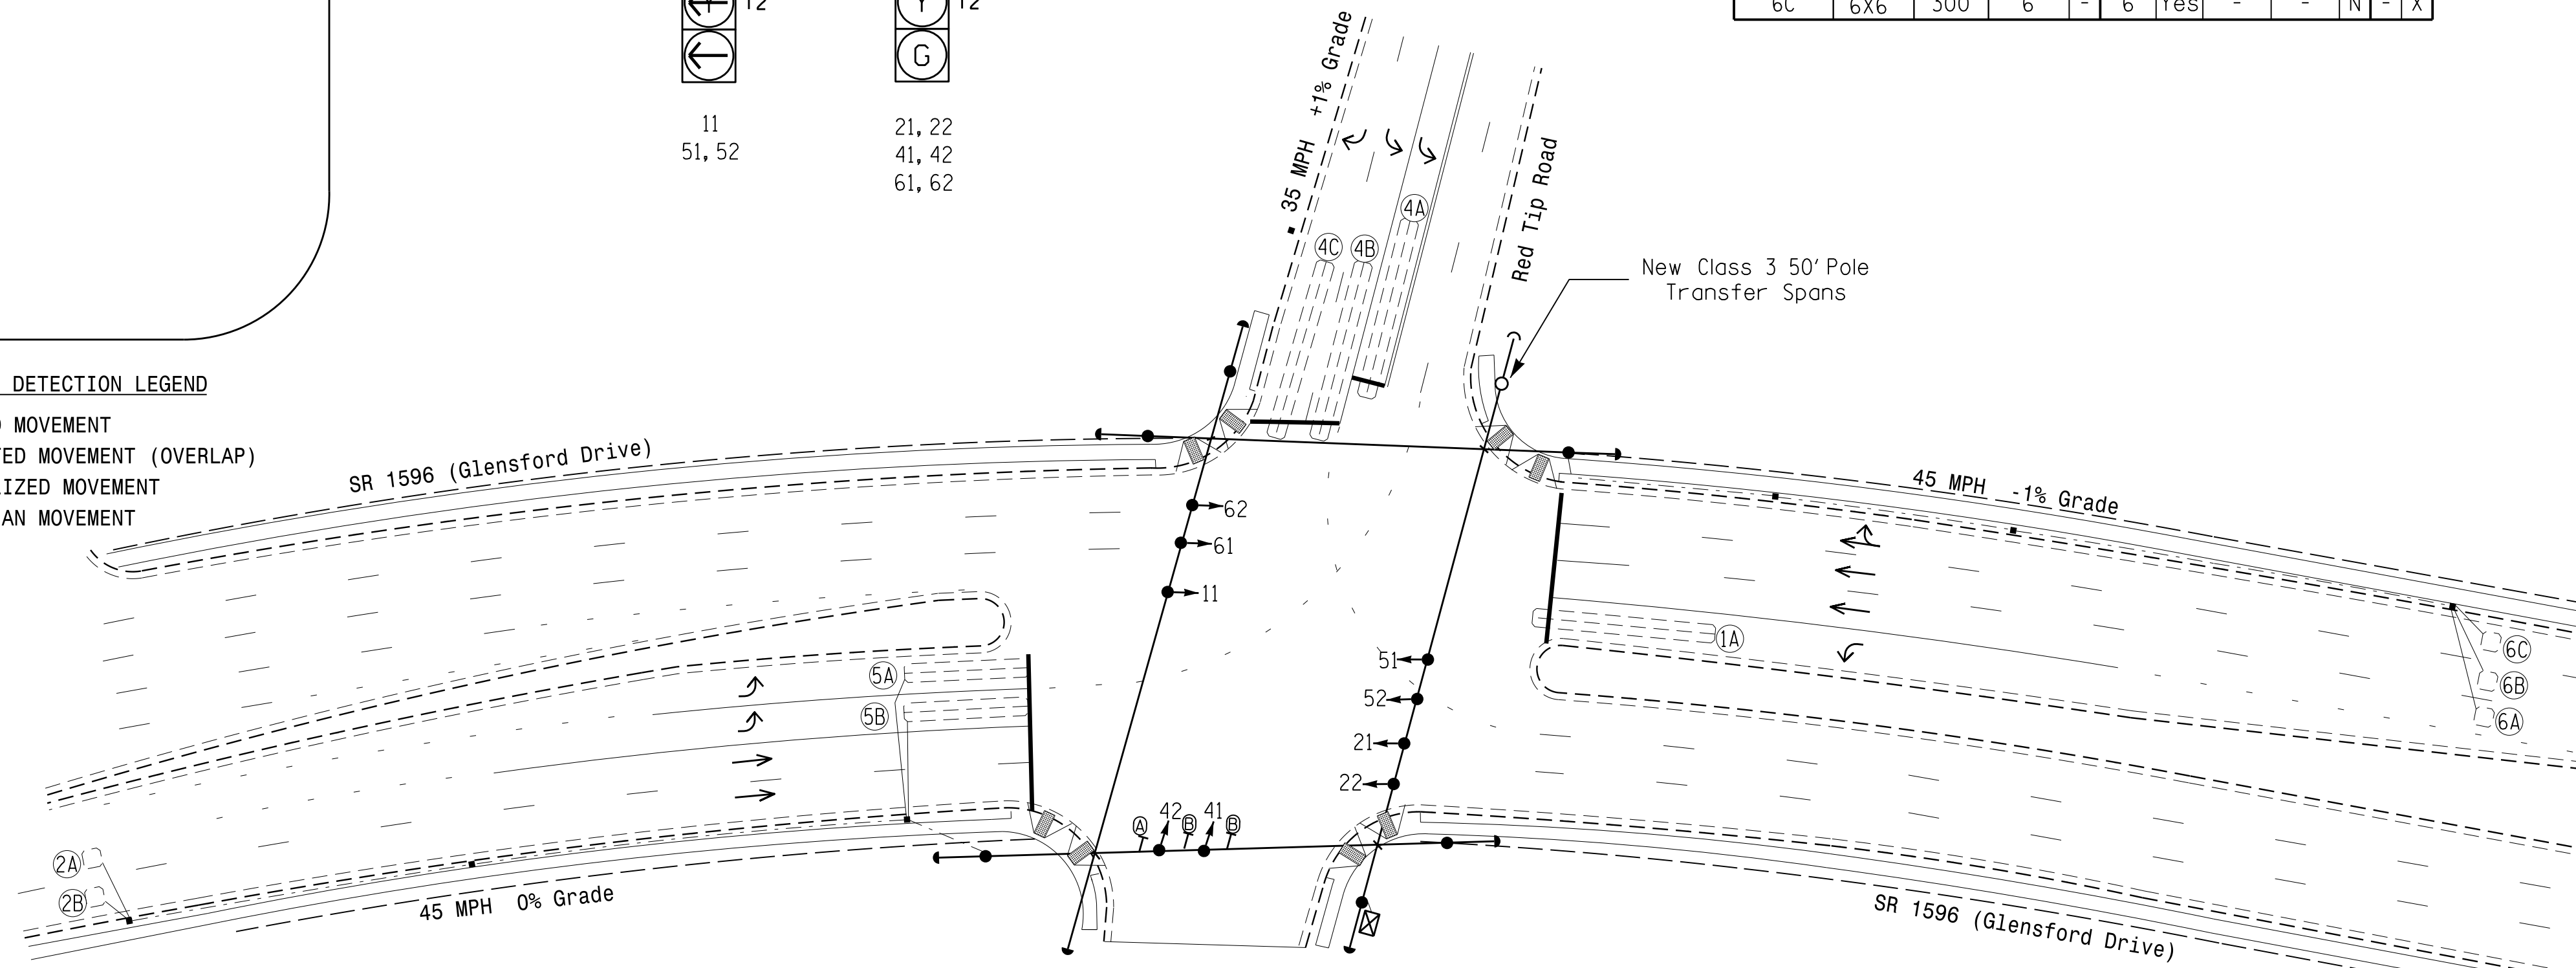 12
12
G
11
51, 52
21, 22
41, 42
61, 62
6C 6X6 300 6 - 6 Yes - - N - X
35 MPH +1% Grade
Red Tip Road
4A
4C
4B
New Class 3 50' Pole
Transfer Spans
DETECTION LEGEND
MOVEMENT
ED MOVEMENT (OVERLAP)
IZED MOVEMENT
AN MOVEMENT
SR 1596 (Glensford Drive)
45 MPH -1% Grade
62
61
11
1A
6C
6B
6A
51
52
21
22
5A
5B
42
41
A
B
B
2A
2B
45 MPH 0% Grade
SR 1596 (Glensford Drive)